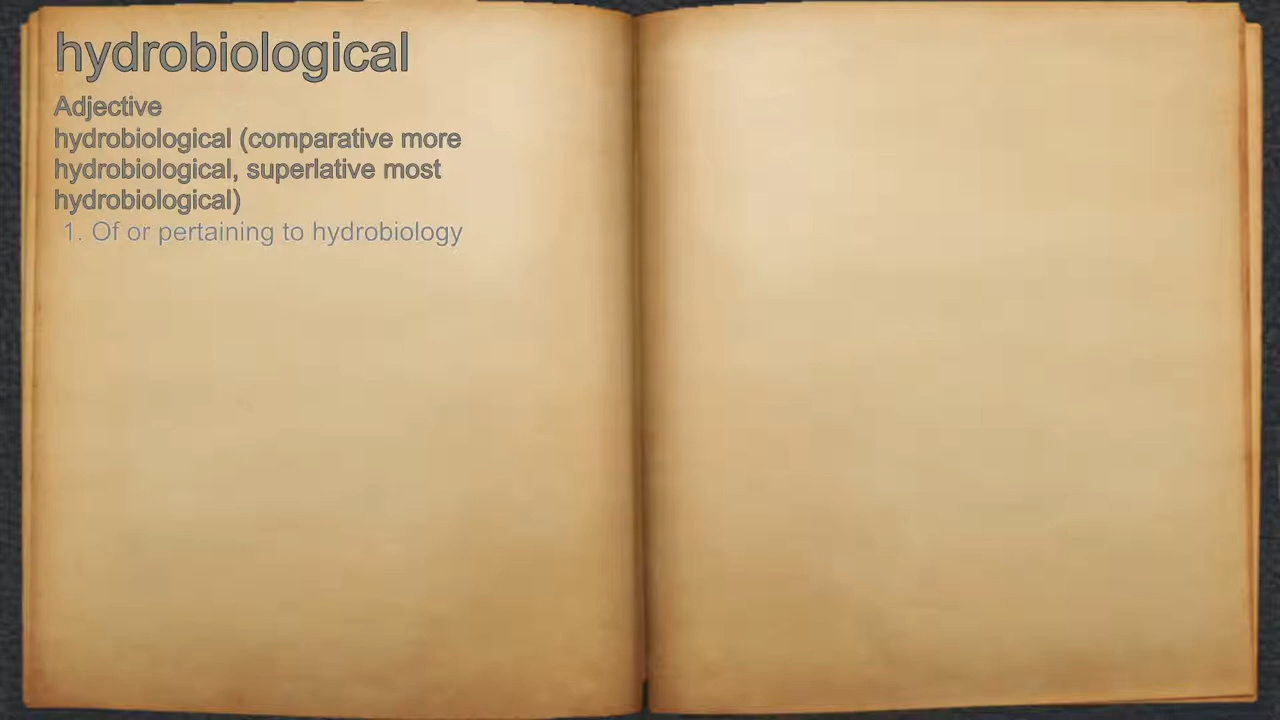 hydrobiological
Adjective
hydrobiological (comparative more
hydrobiological, superlative most
hydrobiological)
1. Of or pertaining to hydrobiology